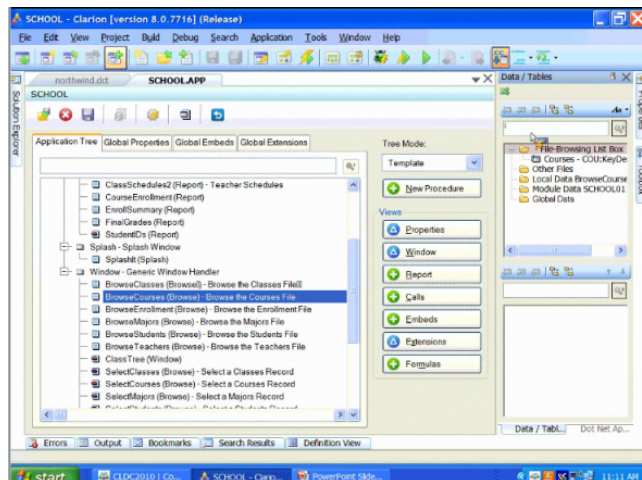 SCHOOL - Clarion [version 8.0.7716] (Release)
File Edit View Project Build Debug Search Application Tools Window Help
northwind.dct SCHOOL.APP
SCHOOL
Solution Explorer
Application Tree Global Properties Global Embeds Global Extensions
ClassSchedules2 (Report) - Teacher Schedules
CourseEnrollment (Report)
EnrollSummary (Report)
FinalGrades (Report)
StudentIDs (Report)
Splash - Splash Window
SplashIt (Splash)
Window - Generic Window Handler
BrowseClasses (Browse) - Browse the Classes File
BrowseCourses (Browse) - Browse the Courses File
BrowseEnrollment (Browse) - Browse the Enrollment File
BrowseMajors (Browse) - Browse the Majors File
BrowseStudents (Browse) - Browse the Students File
BrowseTeachers (Browse) - Browse the Teachers File
ClassTree (Window)
SelectClasses (Browse) - Select a Classes Record
SelectCourses (Browse) - Select a Courses Record
SelectMajors (Browse) - Select a Majors Record
SelectStudents (Browse) - Select a Students Record
Tree Mode:
Template
New Procedure
Views
Properties
Window
Report
Calls
Embeds
Extensions
Formulas
Data / Tables
Aa
File-Browsing List Box
Courses - COU:KeyDe
Other Files
Local Data BrowseCourse
Module Data SCHOOL01
Global Data
Data / Tabl... Dot Net Ap...
Errors Output Bookmarks Search Results Definition View
start CLDC2010 | Co... SCHOOL - Clario... PowerPoint Slide... 11:11 AM